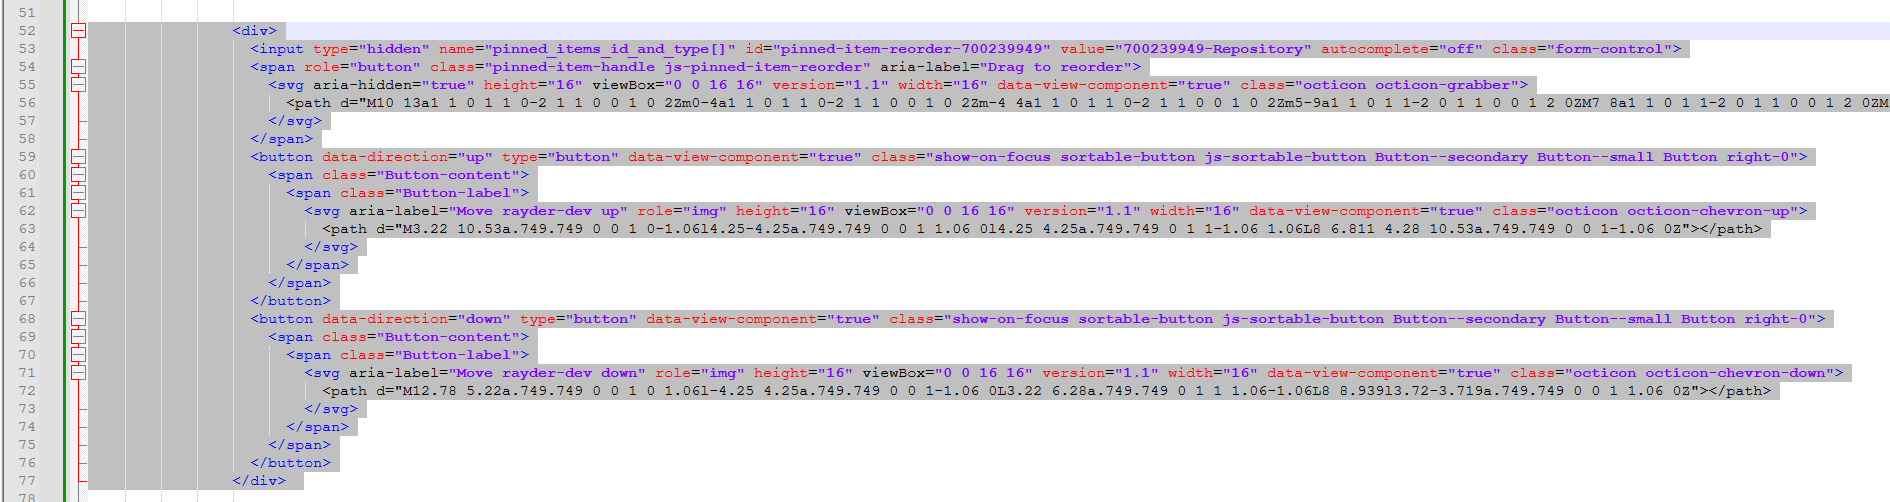 51
52 <div>
53 <input type="hidden" name="pinned_items_id_and_type[]" id="pinned-item-reorder-700239949" value="700239949-Repository" autocomplete="off" class="form-control">
54 <span role="button" class="pinned-item-handle js-pinned-item-reorder" aria-label="Drag to reorder">
55 <svg aria-hidden="true" height="16" viewBox="0 0 16 16" version="1.1" width="16" data-view-component="true" class="octicon octicon-grabber">
56 <path d="M10 13a1 1 0 1 1 0-2 1 1 0 0 1 0 2Zm0-4a1 1 0 1 1 0-2 1 1 0 0 1 0 2Zm-4 4a1 1 0 1 1 0-2 1 1 0 0 1 0 2Zm5-9a1 1 0 1 1-2 0 1 1 0 0 1 2 0ZM7 8a1 1 0 1 1-2 0 1 1 0 0 1 2 0ZM
57 </svg>
58 </span>
59 <button data-direction="up" type="button" data-view-component="true" class="show-on-focus sortable-button js-sortable-button Button--secondary Button--small Button right-0">
60 <span class="Button-content">
61 <span class="Button-label">
62 <svg aria-label="Move rayder-dev up" role="img" height="16" viewBox="0 0 16 16" version="1.1" width="16" data-view-component="true" class="octicon octicon-chevron-up">
63 <path d="M3.22 10.53a.749.749 0 0 1 0-1.06l4.25-4.25a.749.749 0 0 1 1.06 0l4.25 4.25a.749.749 0 1 1-1.06 1.06L8 6.811 4.28 10.53a.749.749 0 0 1-1.06 0Z"></path>
64 </svg>
65 </span>
66 </span>
67 </button>
68 <button data-direction="down" type="button" data-view-component="true" class="show-on-focus sortable-button js-sortable-button Button--secondary Button--small Button right-0">
69 <span class="Button-content">
70 <span class="Button-label">
71 <svg aria-label="Move rayder-dev down" role="img" height="16" viewBox="0 0 16 16" version="1.1" width="16" data-view-component="true" class="octicon octicon-chevron-down">
72 <path d="M12.78 5.22a.749.749 0 0 1 0 1.06l-4.25 4.25a.749.749 0 0 1-1.06 0L3.22 6.28a.749.749 0 1 1 1.06-1.06L8 8.939l3.72-3.719a.749.749 0 0 1 1.06 0Z"></path>
73 </svg>
74 </span>
75 </span>
76 </button>
77 </div>
78